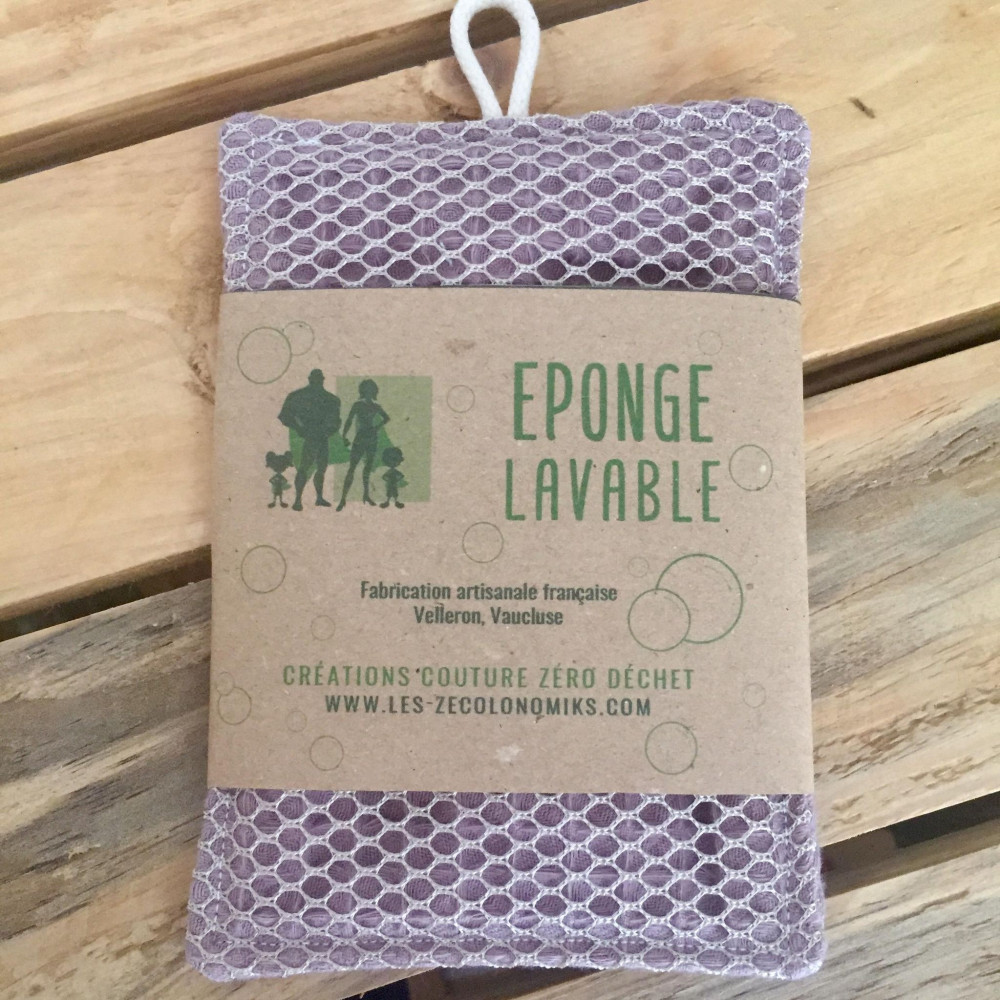 EPONGE
LAVABLE
Fabrication artisanale française
Velleron, Vaucluse
CRÉATIONS COUTURE ZÉRO DÉCHET
WWW.LES-ZECOLONOMIKS.COM